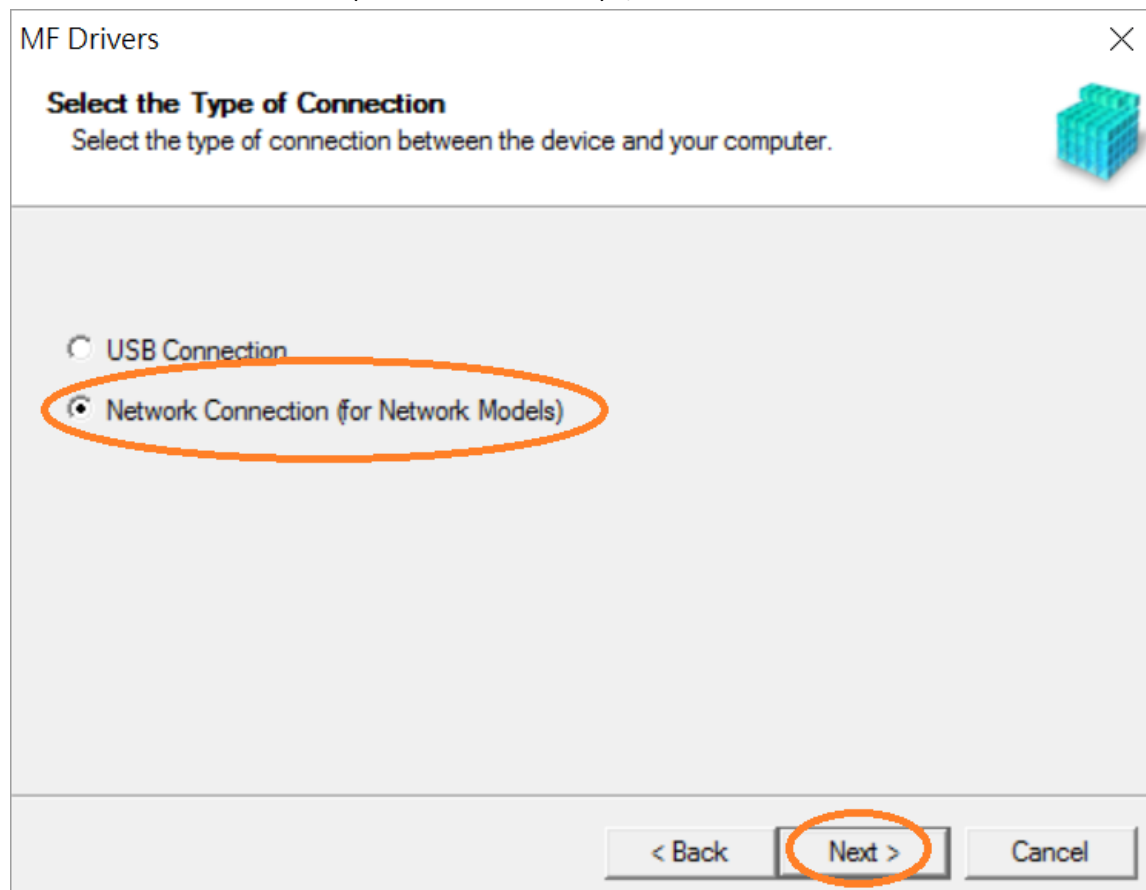 MF Drivers
Select the Type of Connection
Select the type of connection between the device and your computer.
USB Connection
Network Connection (for Network Models)
< Back Next > Cancel